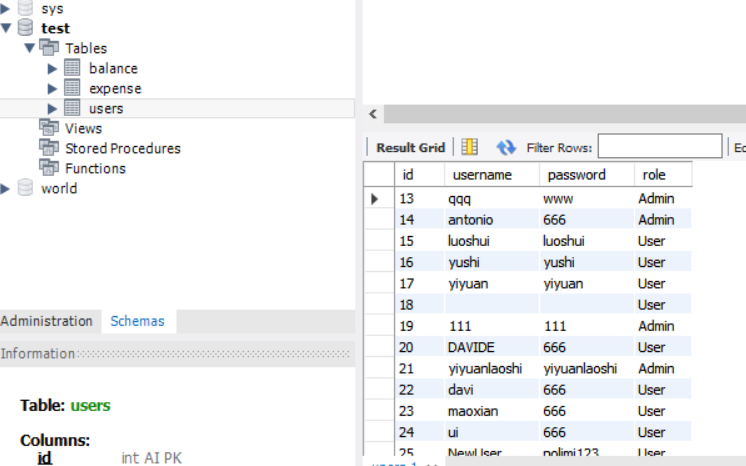 sys
test
Tables
balance
expense
users
Views
Stored Procedures
Functions
world
Administration Schemas
Information
Table: users
Columns:
id int AI PK
Result Grid Filter Rows:
id username password role
13 qqq www Admin
14 antonio 666 Admin
15 luoshui luoshui User
16 yushi yushi User
17 yiyuan yiyuan User
18 User
19 111 111 Admin
20 DAVIDE 666 User
21 yiyuanlaoshi yiyuanlaoshi Admin
22 davi 666 User
23 maoxian 666 User
24 ui 666 User
25 NewUser polimi123 User